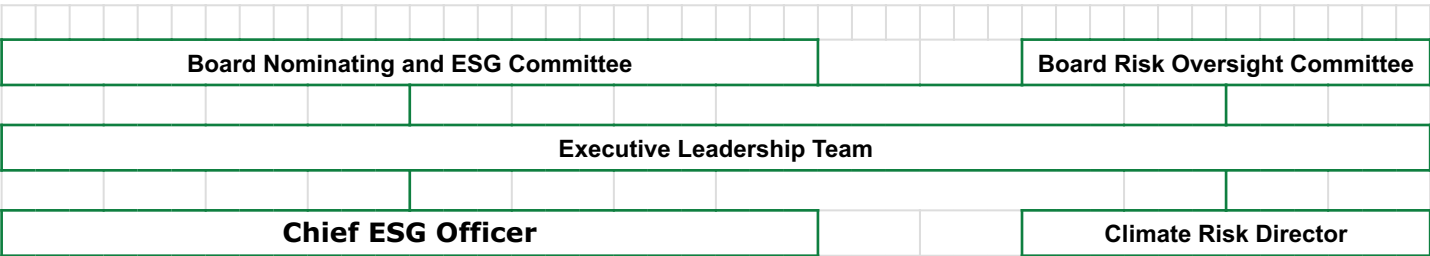 Board Nominating and ESG Committee
Board Risk Oversight Committee
Executive Leadership Team
Chief ESG Officer
Climate Risk Director